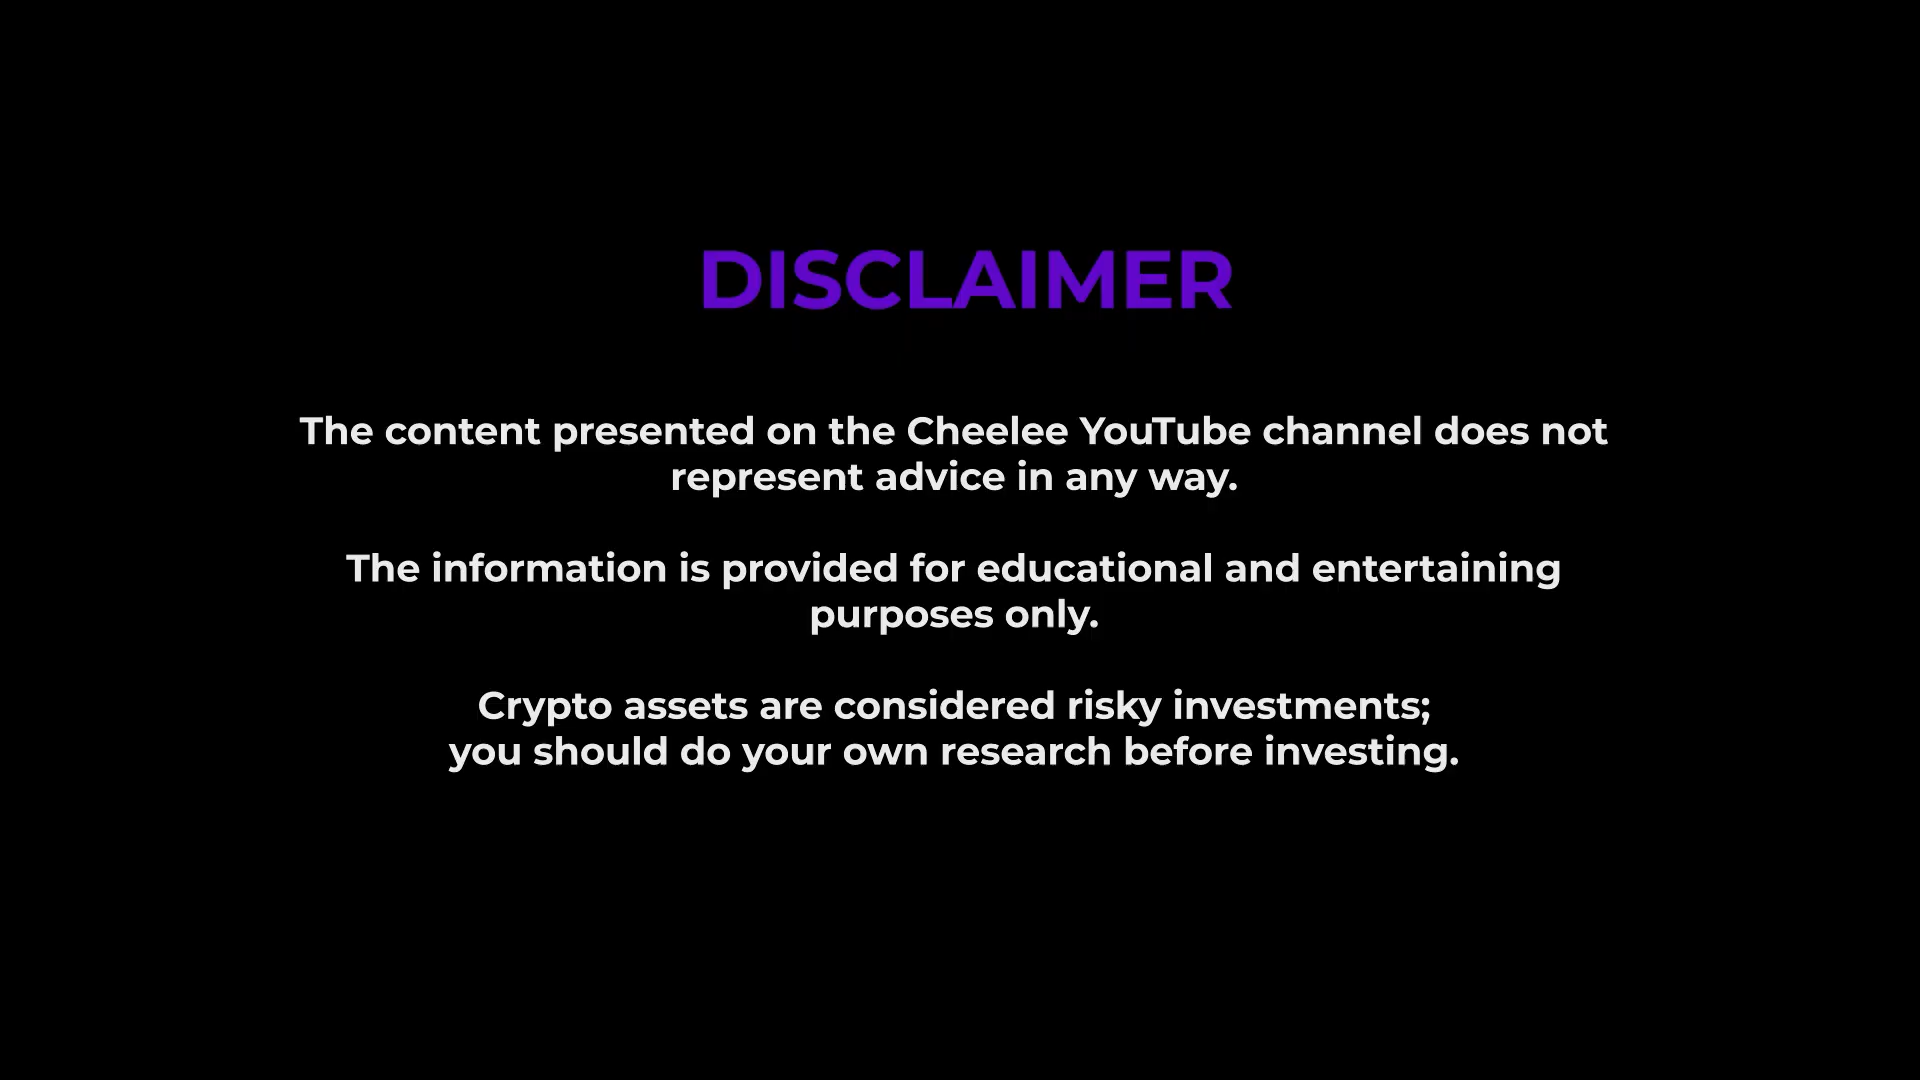 DISCLAIMER
The content presented on the Cheelee YouTube channel does not
represent advice in any way.
The information is provided for educational and entertaining
purposes only.
Crypto assets are considered risky investments;
you should do your own research before investing.